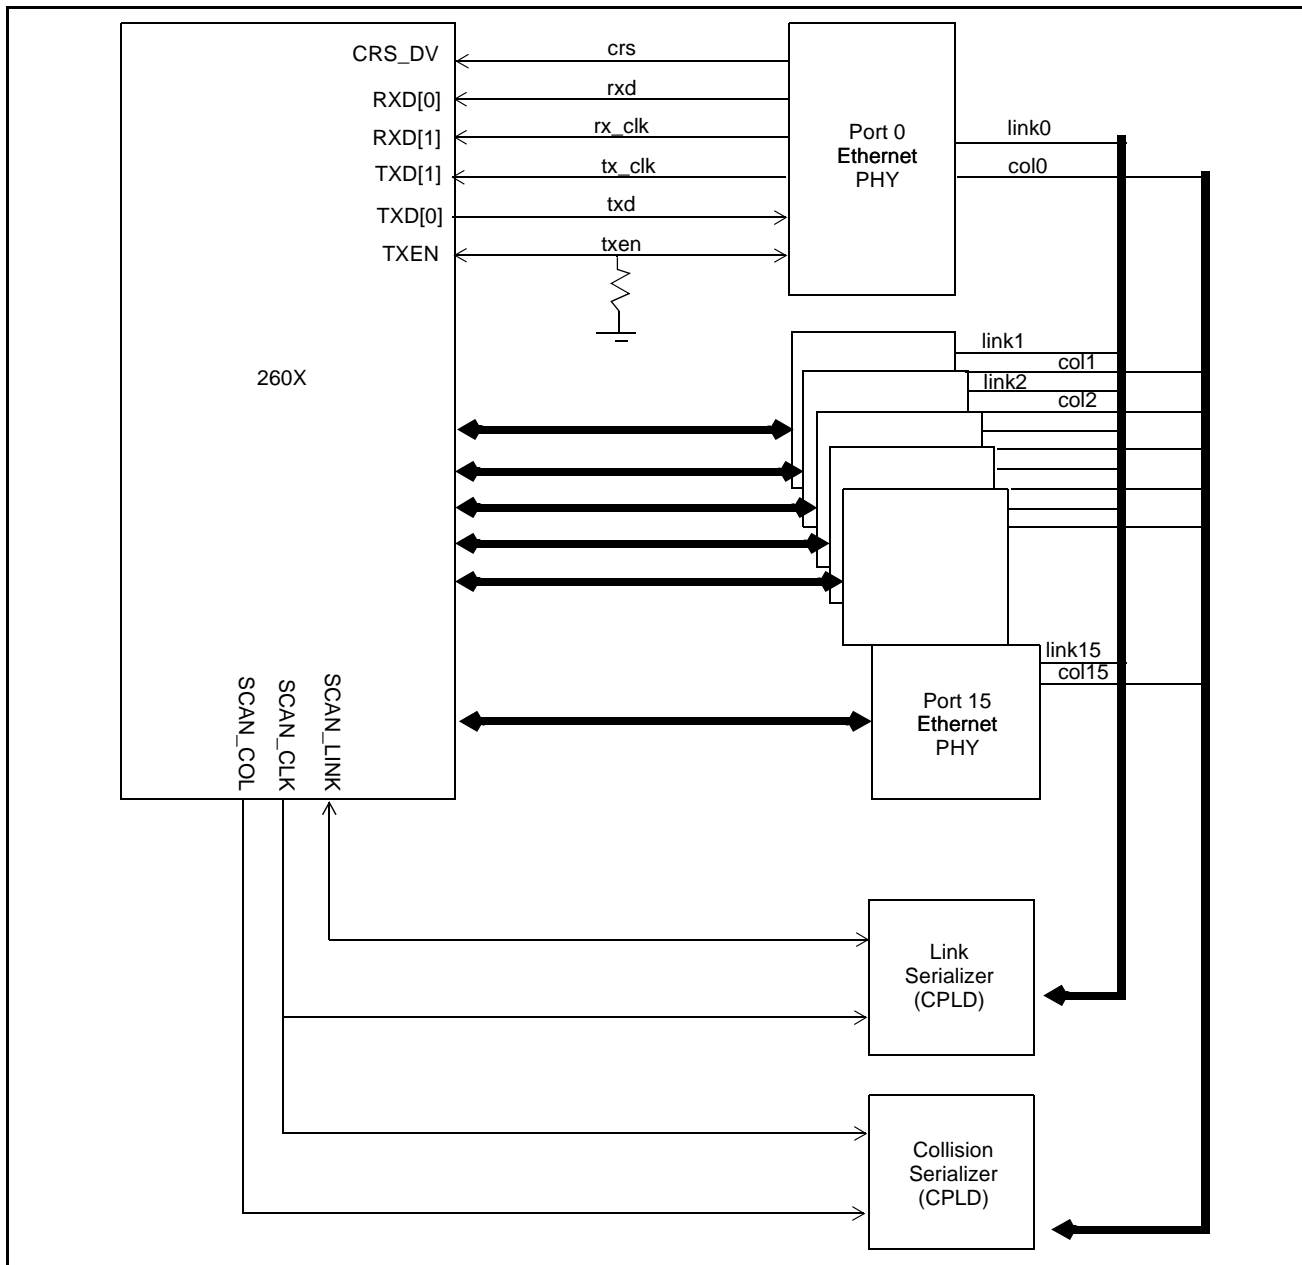 CRS_DV
crs
RXD[0]
rxd
RXD[1]
rx_clk
TXD[1]
tx_clk
TXD[0]
txd
TXEN
txen
Port 0
Ethernet
PHY
link0
col0
260X
link1
col1
link2
col2
link15
col15
Port 15
Ethernet
PHY
SCAN_COL
SCAN_CLK
SCAN_LINK
Link
Serializer
(CPLD)
Collision
Serializer
(CPLD)